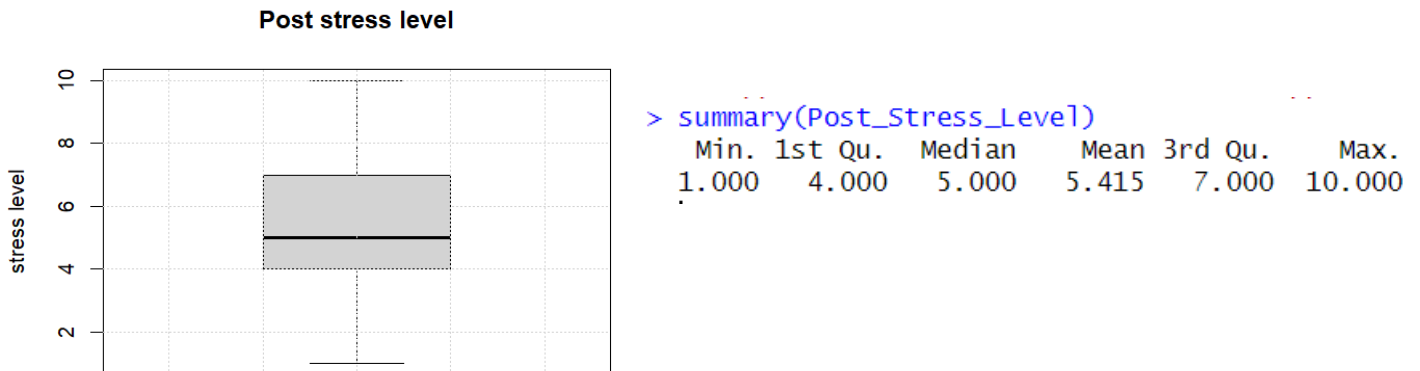 Post stress level
10
8
6
4
2
stress level
> summary(Post_Stress_Level)
Min. 1st Qu. Median Mean 3rd Qu. Max.
1.000 4.000 5.000 5.415 7.000 10.000